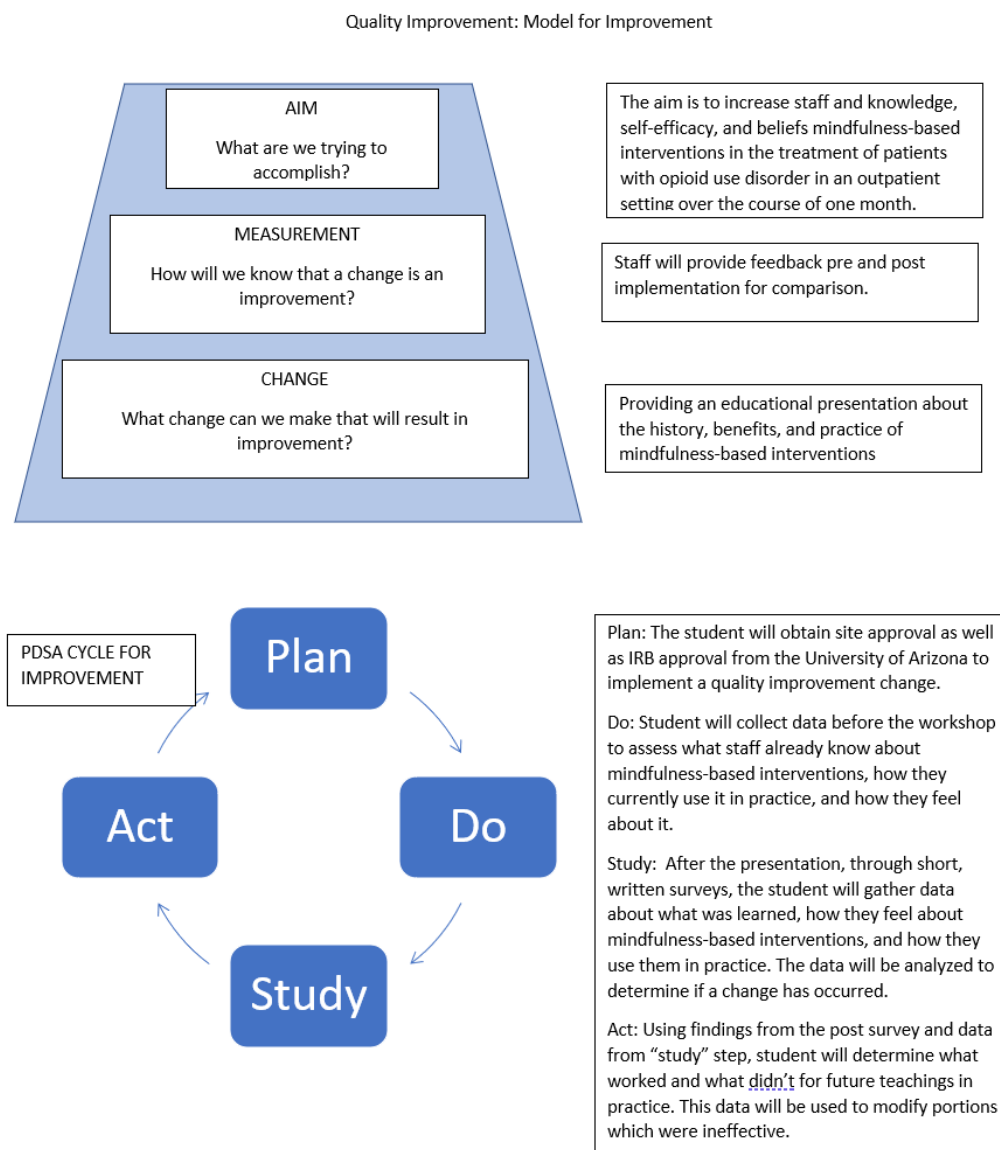 Quality Improvement: Model for Improvement
AIM
What are we trying to
accomplish?
The aim is to increase staff and knowledge,
self-efficacy, and beliefs mindfulness-based
interventions in the treatment of patients
with opioid use disorder in an outpatient
setting over the course of one month.
MEASUREMENT
How will we know that a change is an
improvement?
Staff will provide feedback pre and post
implementation for comparison.
CHANGE
What change can we make that will result in
improvement?
Providing an educational presentation about
the history, benefits, and practice of
mindfulness-based interventions
PDSA CYCLE FOR
IMPROVEMENT
Plan
Do
Study
Act
Plan: The student will obtain site approval as well
as IRB approval from the University of Arizona to
implement a quality improvement change.
Do: Student will collect data before the workshop
to assess what staff already know about
mindfulness-based interventions, how they
currently use it in practice, and how they feel
about it.
Study:  After the presentation, through short,
written surveys, the student will gather data
about what was learned, how they feel about
mindfulness-based interventions, and how they
use them in practice. The data will be analyzed to
determine if a change has occurred.
Act: Using findings from the post survey and data
from “study” step, student will determine what
worked and what didn’t for future teachings in
practice. This data will be used to modify portions
which were ineffective.